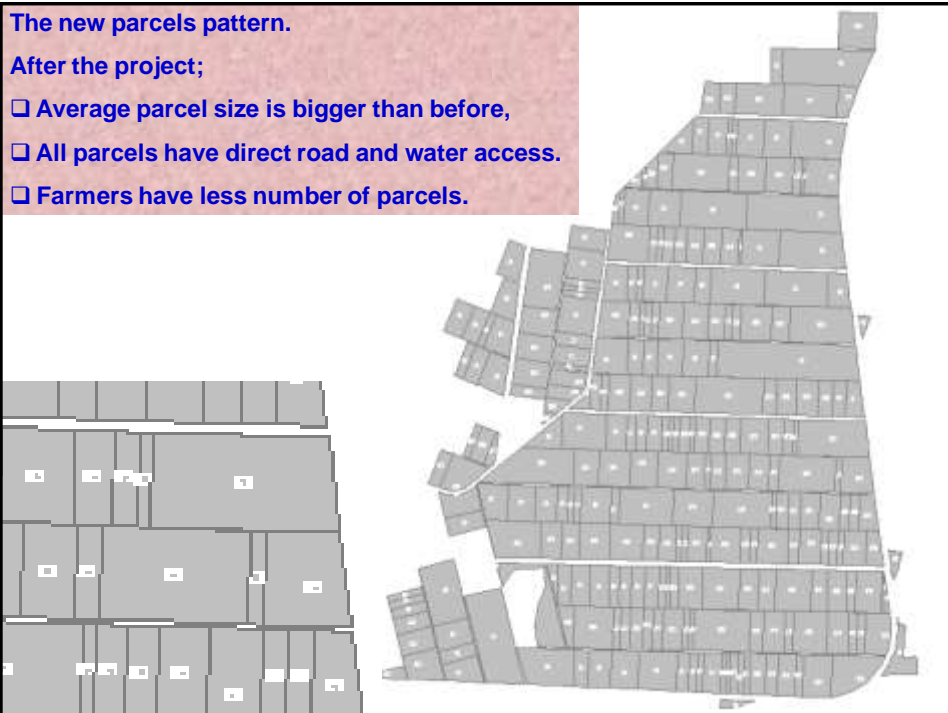 The new parcels pattern.
After the project;
❑ Average parcel size is bigger than before,
❑ All parcels have direct road and water access.
❑ Farmers have less number of parcels.